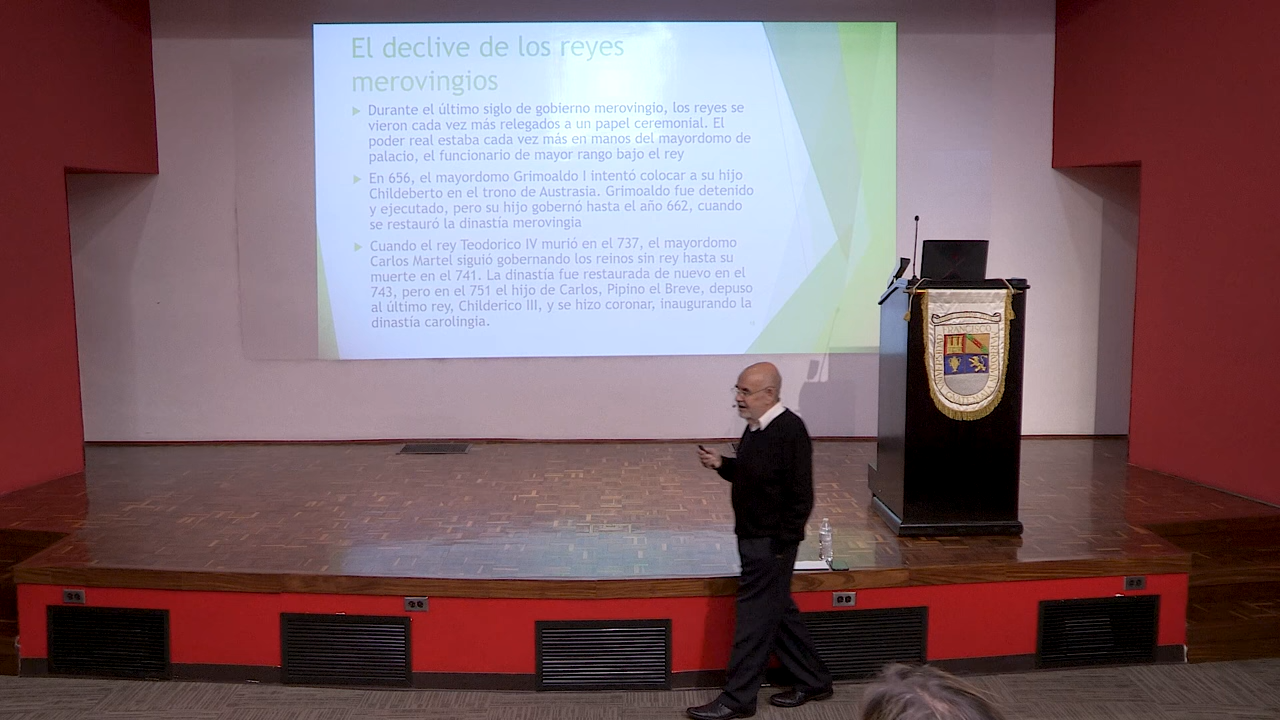 El declive de los reyes
merovingios
Durante el último siglo de gobierno merovingio, los reyes se
vieron cada vez más relegados a un papel ceremonial. El
poder real estaba cada vez más en manos del mayordomo de
palacio, el funcionario de mayor rango bajo el rey
En 656, el mayordomo Grimoaldo I intentó colocar a su hijo
Childeberto en el trono de Austrasia. Grimoaldo fue detenido
y ejecutado, pero su hijo gobernó hasta el año 662, cuando
se restauró la dinastía merovingia
Cuando el rey Teodorico IV murió en el 737, el mayordomo
Carlos Martel siguió gobernando los reinos sin rey hasta su
muerte en el 741. La dinastía fue restaurada de nuevo en el
743, pero en el 751 el hijo de Carlos, Pipino el Breve, depuso
al último rey, Childerico III, y se hizo coronar, inaugurando la
dinastía carolingia.
FRANCISCO